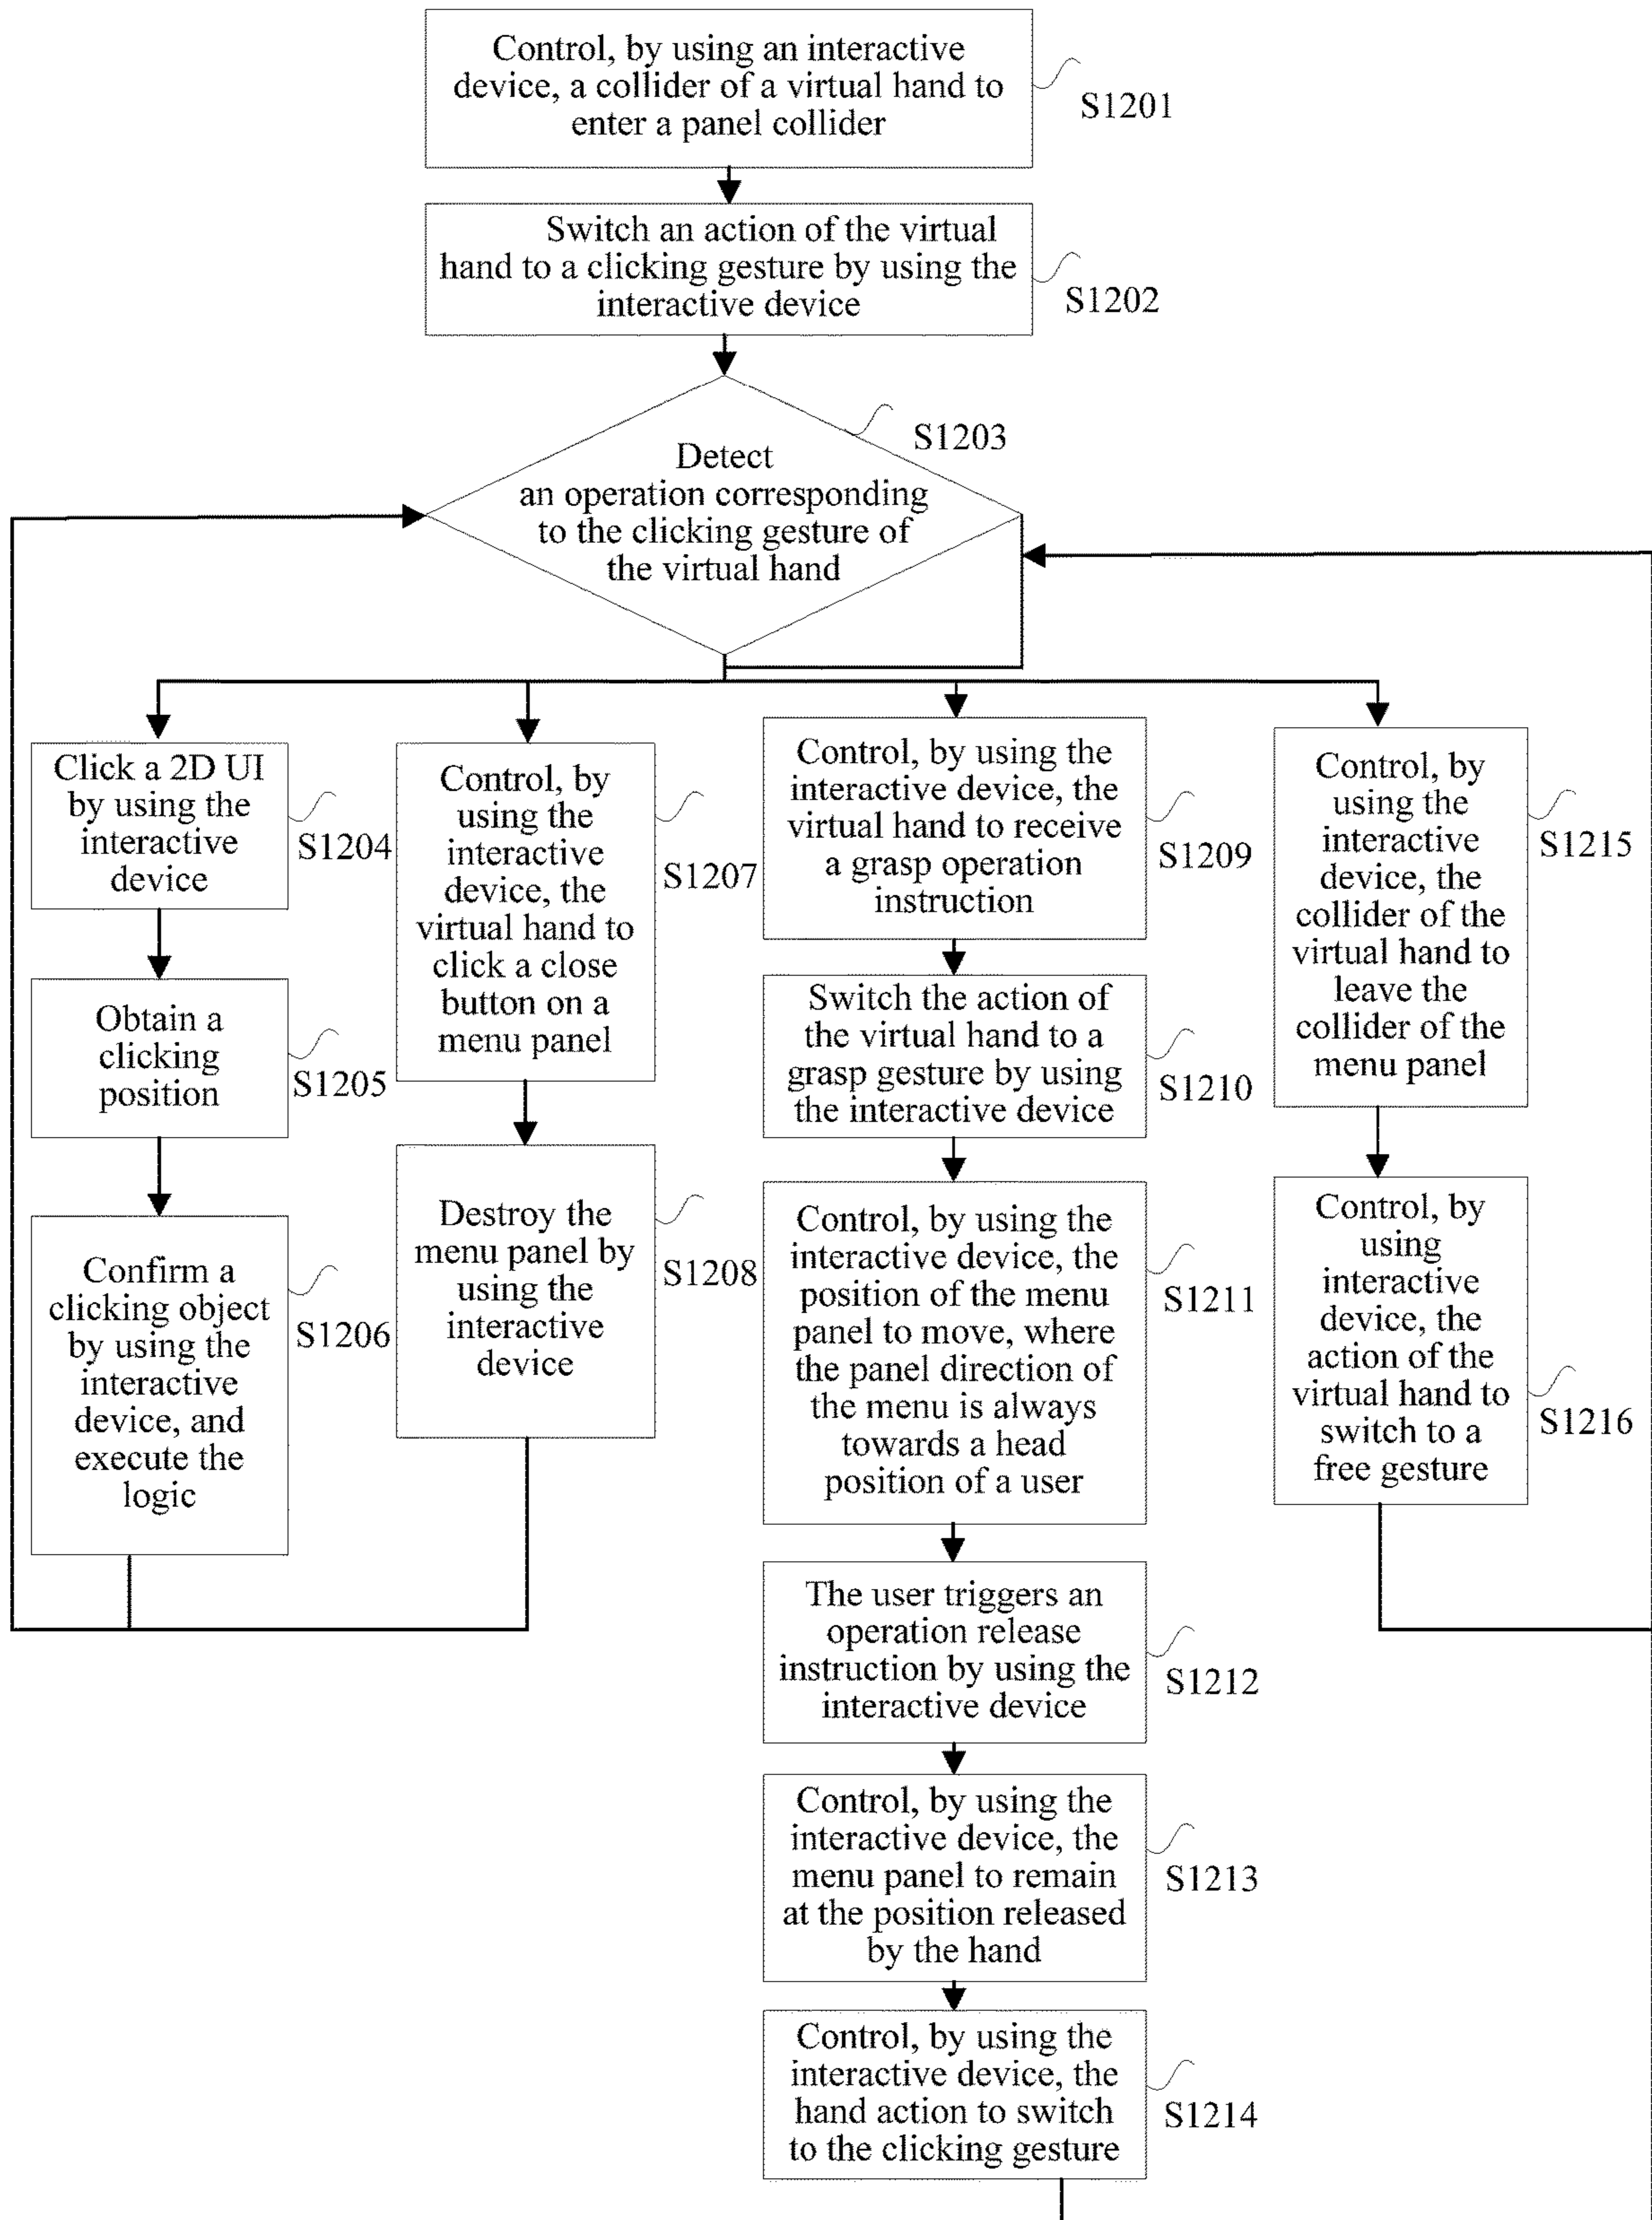 Control, by using an interactive
device, a collider of a virtual hand to
enter a panel collider
S1201
Switch an action of the virtual
hand to a clicking gesture by using the
interactive device
S1202
Detect
an operation corresponding
to the clicking gesture of
the virtual hand
S1203
Click a 2D UI
by using the
interactive
device
S1204
Obtain a
clicking
position
S1205
Confirm a
clicking object
by using the
interactive
device, and
execute the
logic
S1206
Control, by
using the
interactive
device, the
virtual hand to
click a close
button on a
menu panel
S1207
Destroy the
menu panel by
using the
interactive
device
S1208
Control, by using the
interactive device, the
virtual hand to receive
a grasp operation
instruction
S1209
Switch the action of
the virtual hand to a
grasp gesture by using
the interactive device
S1210
Control, by using the
interactive device, the
position of the menu
panel to move, where
the panel direction of
the menu is always
towards a head
position of a user
S1211
The user triggers an
operation release
instruction by using the
interactive device
S1212
Control, by using the
interactive device, the
menu panel to remain
at the position released
by the hand
S1213
Control, by using the
interactive device, the
hand action to switch
to the clicking gesture
S1214
Control, by
using the
interactive
device, the
collider of the
virtual hand to
leave the
collider of the
menu panel
S1215
Control, by
using
interactive
device, the
action of the
virtual hand to
switch to a
free gesture
S1216